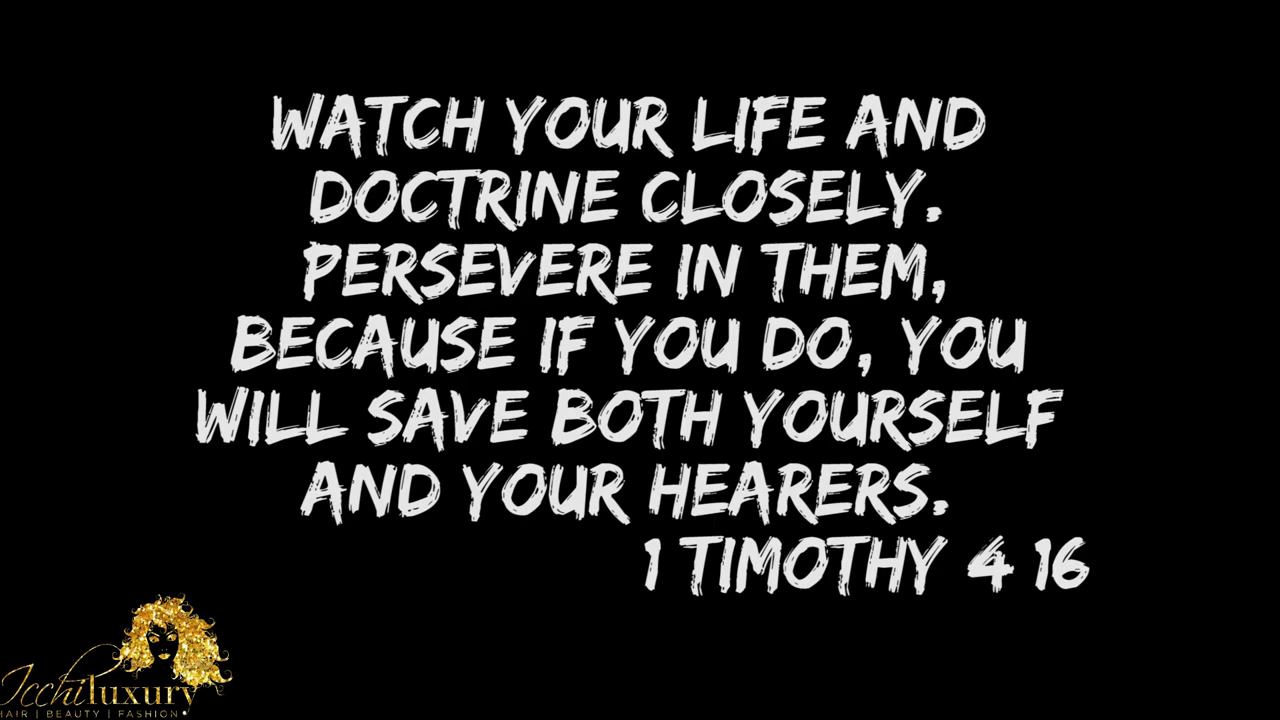 WATCH YOUR LIFE AND
DOCTRINE CLOSELY.
PERSEVERE IN THEM,
BECAUSE IF YOU DO, YOU
WILL SAVE BOTH YOURSELF
AND YOUR HEARERS.
1 TIMOTHY 4 16
Icchiluxury
HAIR | BEAUTY | FASHION